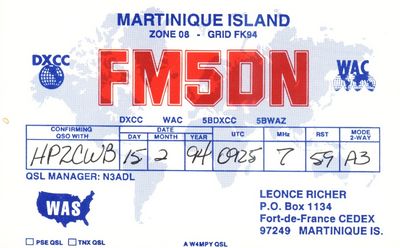 MARTINIQUE ISLAND
ZONE 08 - GRID FK94
DXCC
WAC
FM5DN
DXCC WAC 5BDXCC 5BWAZ
CONFIRMING QSO WITH DATE DAY MONTH YEAR UTC MHz RST MODE 2-WAY
HP2CWB 15 2 94 0925 7 59 A3
QSL MANAGER: N3ADL
WAS
LEONCE RICHER
P.O. Box 1134
Fort-de-France CEDEX
97249 MARTINIQUE IS.
PSE QSL TNX QSL
A W4MPY QSL